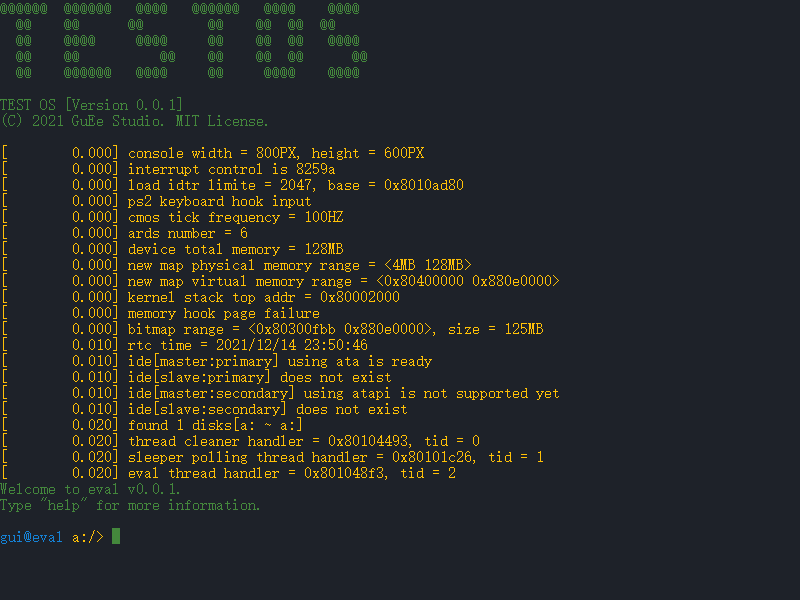 @@@@@@  @@@@@@   @@@@   @@@@@@   @@@@    @@@@
  @@    @@      @@        @@    @@  @@  @@
  @@    @@@@     @@@@     @@    @@  @@   @@@@
  @@    @@          @@    @@    @@  @@      @@
  @@    @@@@@@   @@@@     @@     @@@@    @@@@
TEST OS [Version 0.0.1]
(C) 2021 GuEe Studio. MIT License.
[        0.000] console width = 800PX, height = 600PX
[        0.000] interrupt control is 8259a
[        0.000] load idtr limite = 2047, base = 0x8010ad80
[        0.000] ps2 keyboard hook input
[        0.000] cmos tick frequency = 100HZ
[        0.000] ards number = 6
[        0.000] device total memory = 128MB
[        0.000] new map physical memory range = <4MB 128MB>
[        0.000] new map virtual memory range = <0x80400000 0x880e0000>
[        0.000] kernel stack top addr = 0x80002000
[        0.000] memory hook page failure
[        0.000] bitmap range = <0x80300fbb 0x880e0000>, size = 125MB
[        0.010] rtc time = 2021/12/14 23:50:46
[        0.010] ide[master:primary] using ata is ready
[        0.010] ide[slave:primary] does not exist
[        0.010] ide[master:secondary] using atapi is not supported yet
[        0.010] ide[slave:secondary] does not exist
[        0.020] found 1 disks[a: ~ a:]
[        0.020] thread cleaner handler = 0x80104493, tid = 0
[        0.020] sleeper polling thread handler = 0x80101c26, tid = 1
[        0.020] eval thread handler = 0x801048f3, tid = 2
Welcome to eval v0.0.1.
Type "help" for more information.
gui@eval a:/>